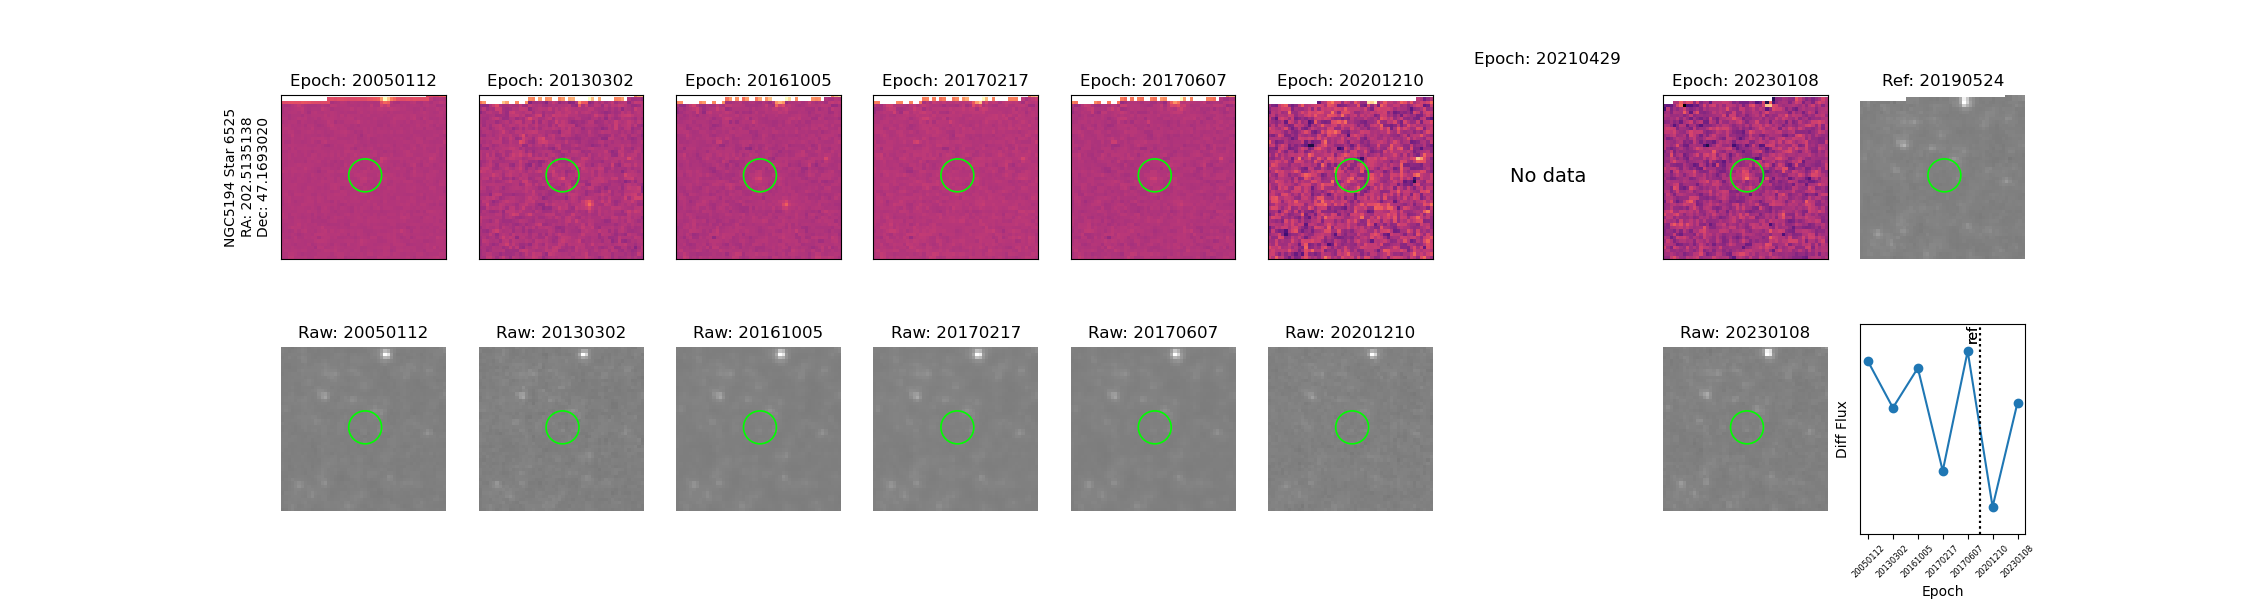 Epoch: 20210429
Epoch: 20050112
Epoch: 20130302
Epoch: 20161005
Epoch: 20170217
Epoch: 20170607
Epoch: 20201210
Epoch: 20230108
Ref: 20190524
NGC5194 Star 6525
RA: 202.5135138
Dec: 47.1693020
No data
Raw: 20050112
Raw: 20130302
Raw: 20161005
Raw: 20170217
Raw: 20170607
Raw: 20201210
Raw: 20230108
ref
Diff Flux
20050112
20130302
20161005
20170217
20170607
20201210
20230108
Epoch